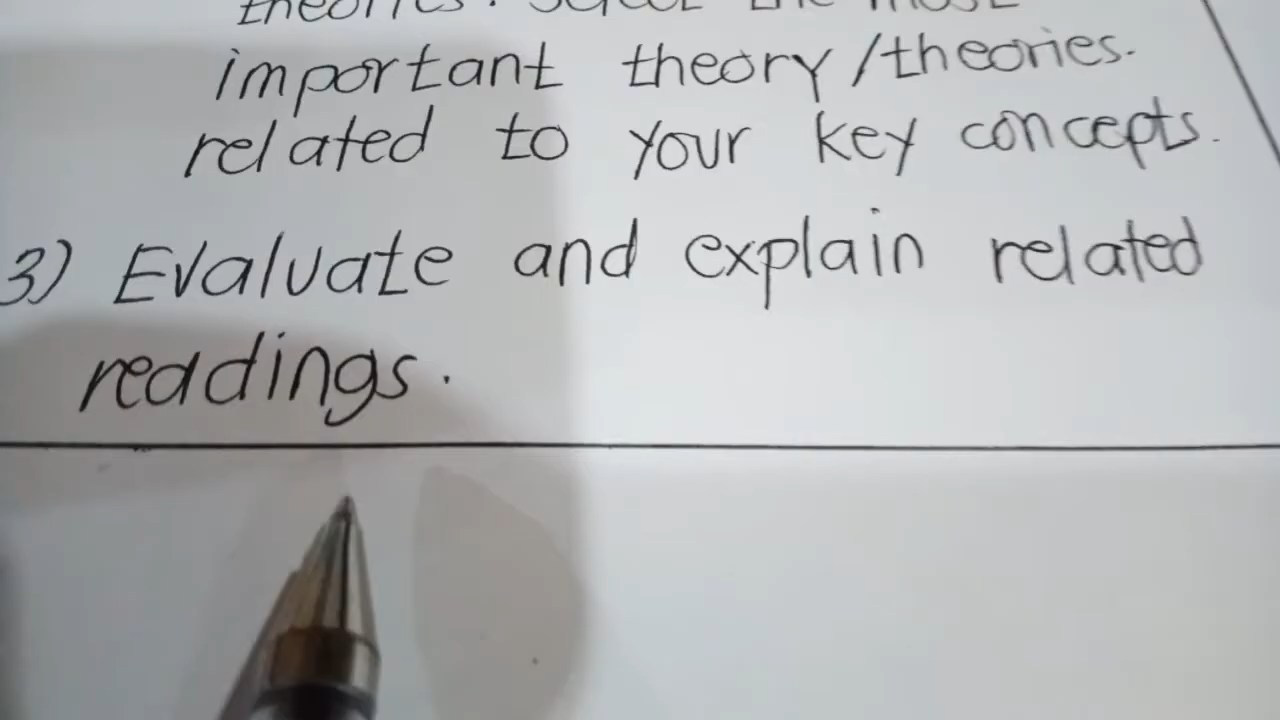 important theory/theories.
related to your key concepts.
3) Evaluate and explain related
readings.